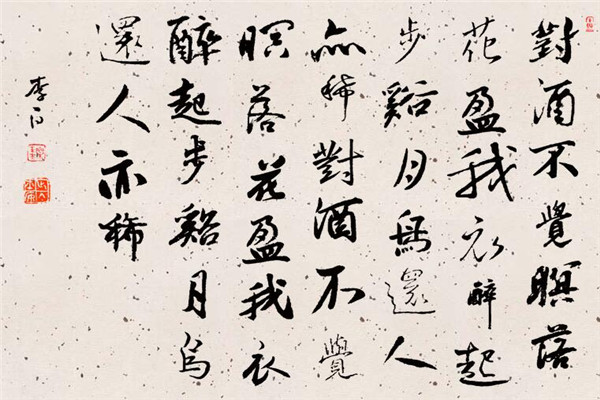 對酒不覺暝落
花盈我衣醉起
步谿月鳥還人
亦稀對酒不覺
暝落花盈我衣
醉起步谿月鳥
還人亦稀
李白